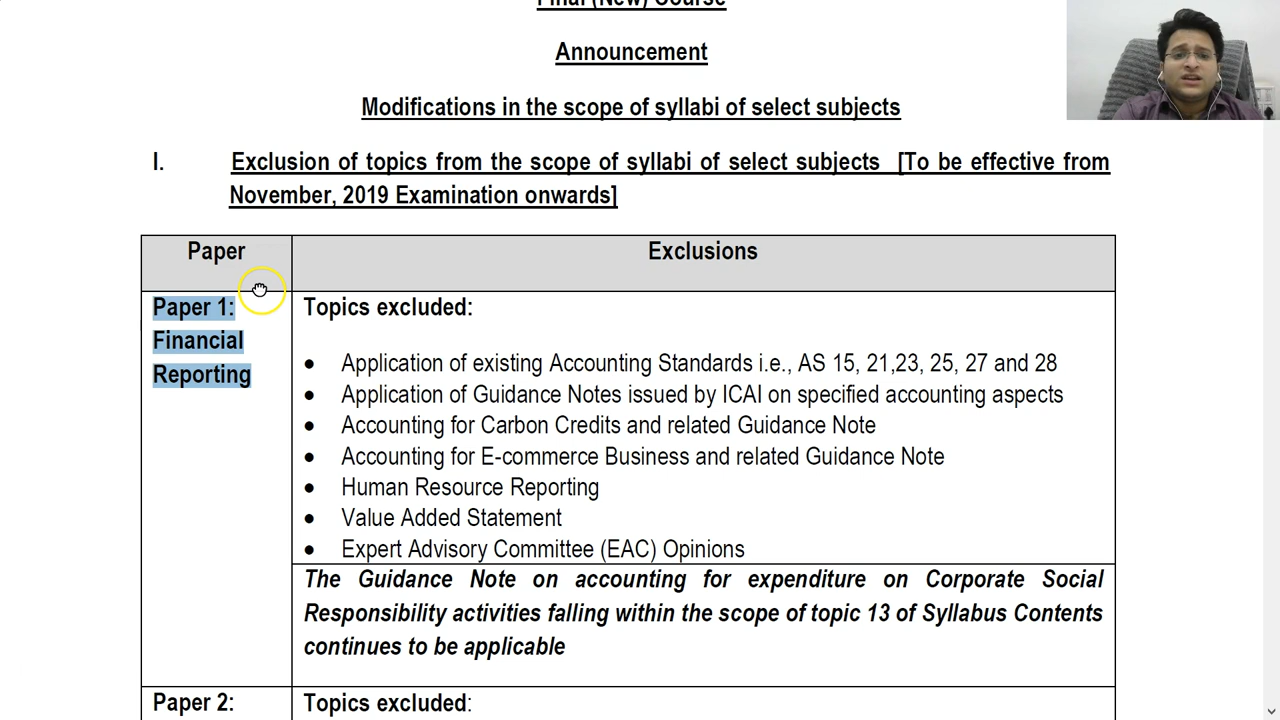 Final (New) Course
Announcement
Modifications in the scope of syllabi of select subjects
I. Exclusion of topics from the scope of syllabi of select subjects [To be effective from
November, 2019 Examination onwards]
Paper Exclusions
Paper 1:
Financial
Reporting
Topics excluded:
• Application of existing Accounting Standards i.e., AS 15, 21,23, 25, 27 and 28
• Application of Guidance Notes issued by ICAI on specified accounting aspects
• Accounting for Carbon Credits and related Guidance Note
• Accounting for E-commerce Business and related Guidance Note
• Human Resource Reporting
• Value Added Statement
• Expert Advisory Committee (EAC) Opinions
The Guidance Note on accounting for expenditure on Corporate Social
Responsibility activities falling within the scope of topic 13 of Syllabus Contents
continues to be applicable
Paper 2: Topics excluded: